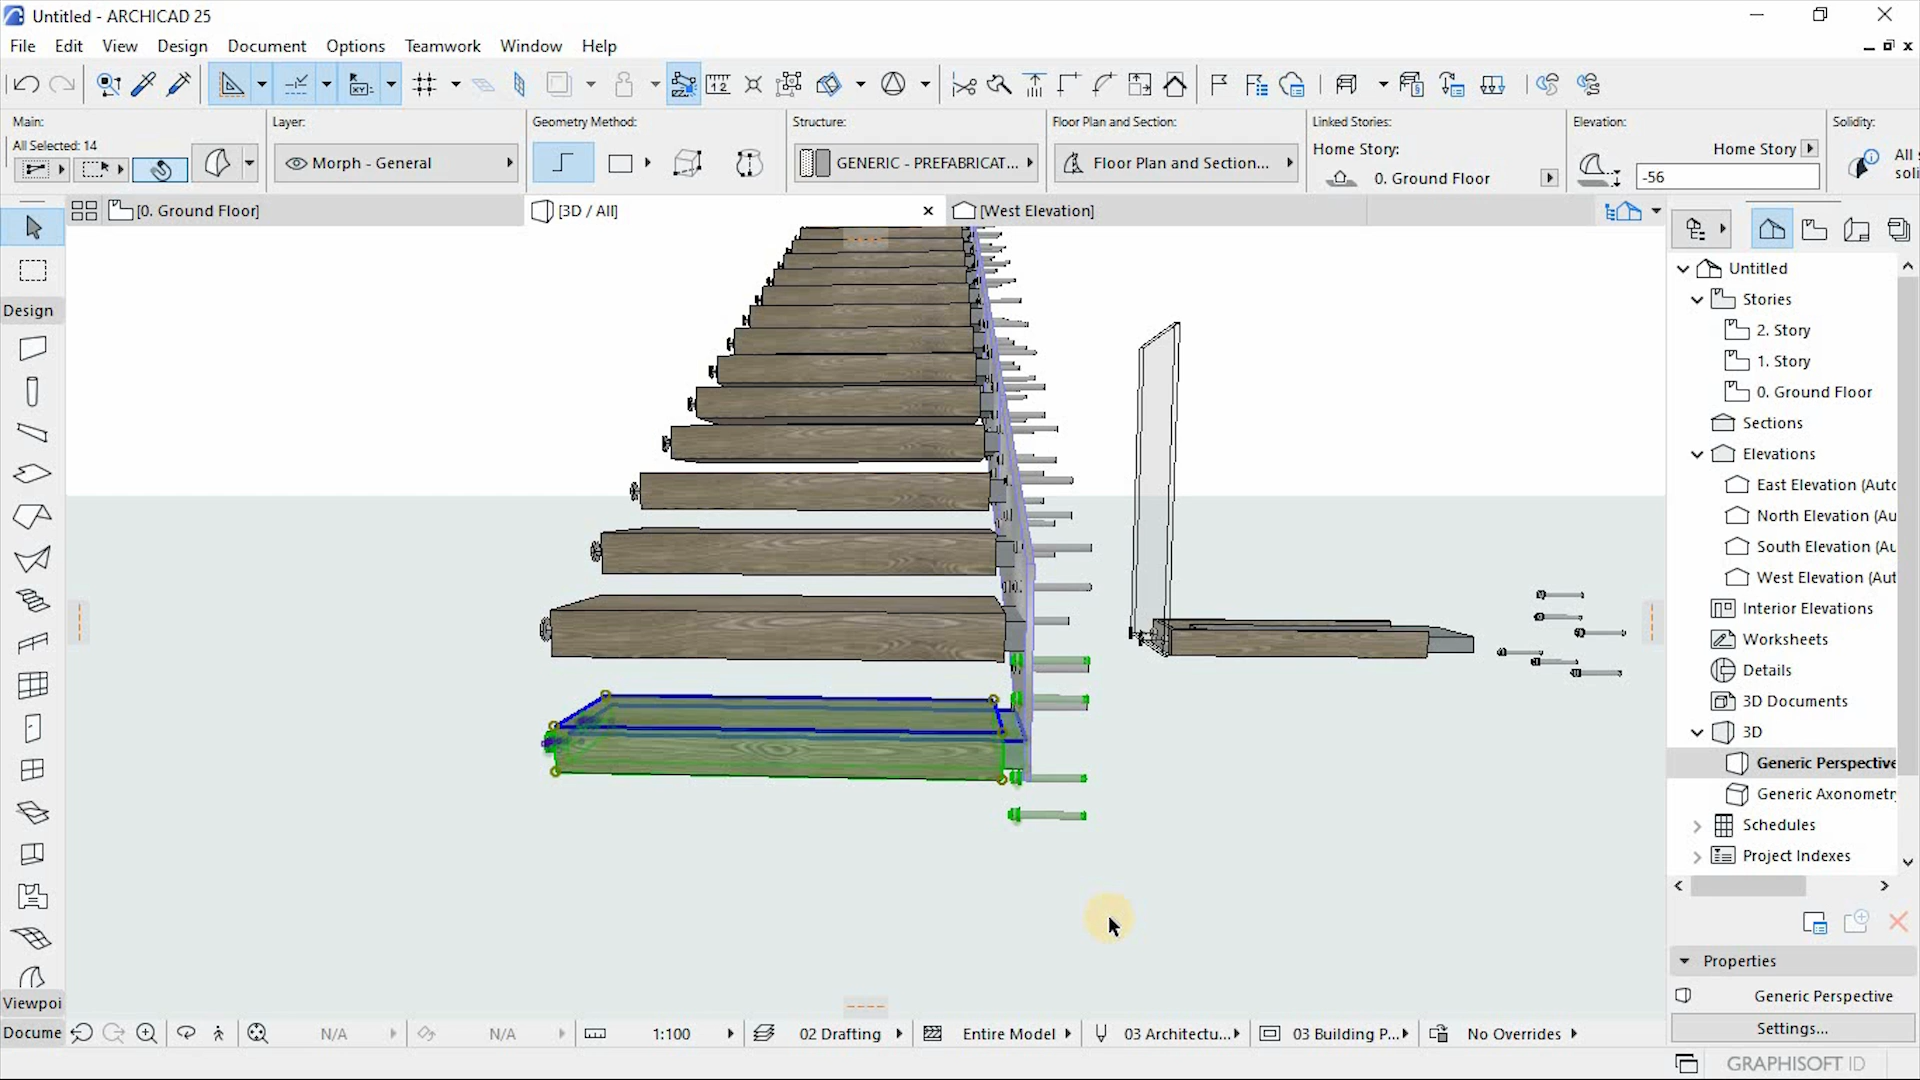 Untitled - ARCHICAD 25
File Edit View Design Document Options Teamwork Window Help
Main:
All Selected: 14
Layer:
Morph - General
Geometry Method:
Structure:
GENERIC - PREFABRICAT...
Floor Plan and Section:
Floor Plan and Section...
Linked Stories:
Home Story:
0. Ground Floor
Elevation:
Home Story
-56
Solidity:
All s
soli
[0. Ground Floor]
[3D / All]
[West Elevation]
Design
Viewpoi
Docume
Untitled
Stories
2. Story
1. Story
0. Ground Floor
Sections
Elevations
East Elevation (Auto
North Elevation (Au
South Elevation (Au
West Elevation (Aut
Interior Elevations
Worksheets
Details
3D Documents
3D
Generic Perspective
Generic Axonometr
Schedules
Project Indexes
Properties
Generic Perspective
Settings...
N/A
N/A
1:100
02 Drafting
Entire Model
03 Architectu...
03 Building P...
No Overrides
GRAPHISOFT ID